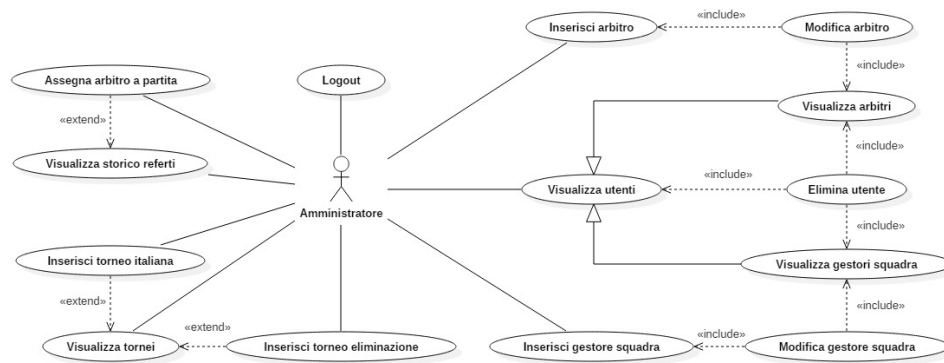 Inserisci arbitro
«include»
Modifica arbitro
«include»
Assegna arbitro a partita
Logout
Visualizza arbitri
«extend»
«include»
Visualizza storico referti
Visualizza utenti
«include»
Elimina utente
Amministratore
«include»
Inserisci torneo italiana
Visualizza gestori squadra
«extend»
«include»
Visualizza tornei
«extend»
Inserisci torneo eliminazione
Inserisci gestore squadra
«include»
Modifica gestore squadra